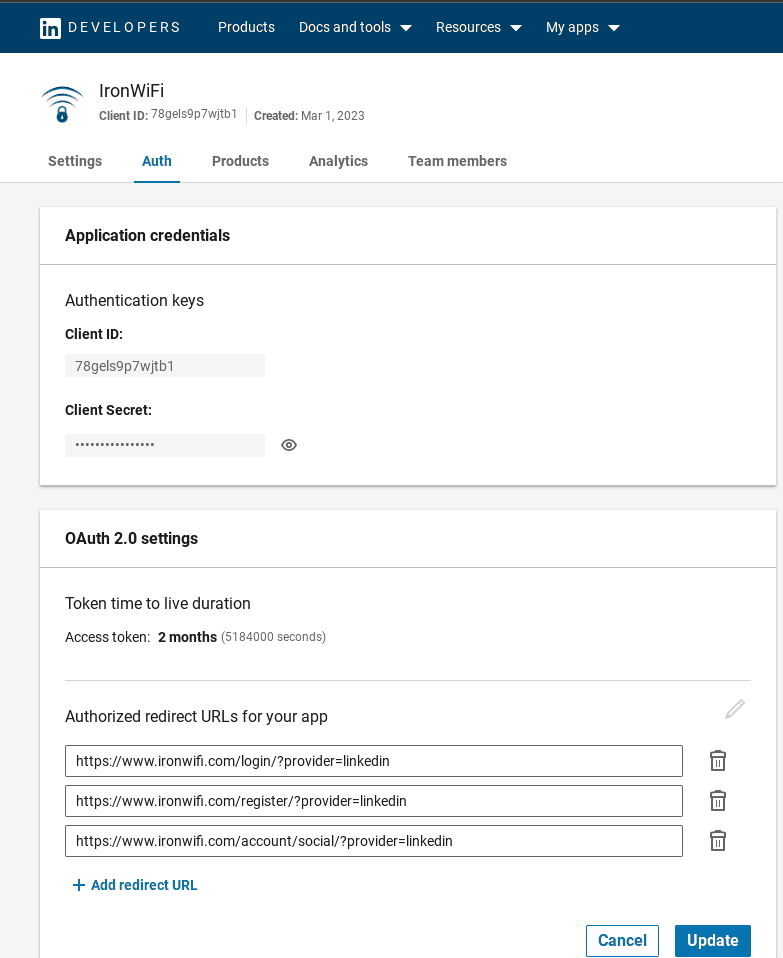 in DEVELOPERS Products Docs and tools Resources My apps
IronWiFi
Client ID: 78gels9p7wjtb1 Created: Mar 1, 2023
Settings Auth Products Analytics Team members
Application credentials
Authentication keys
Client ID:
78gels9p7wjtb1
Client Secret:
••••••••••••••••
OAuth 2.0 settings
Token time to live duration
Access token: 2 months (5184000 seconds)
Authorized redirect URLs for your app
https://www.ironwifi.com/login/?provider=linkedin
https://www.ironwifi.com/register/?provider=linkedin
https://www.ironwifi.com/account/social/?provider=linkedin
+ Add redirect URL
Cancel Update